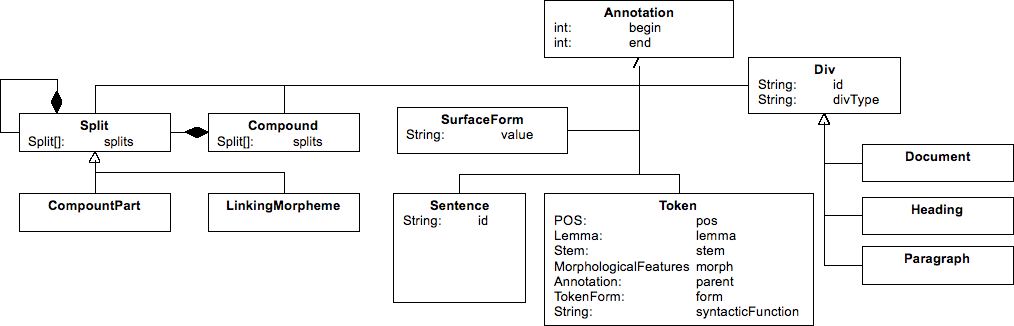 Annotation
int: begin
int: end
Div
String: id
String: divType
Split
Split[]: splits
Compound
Split[]: splits
SurfaceForm
String: value
Document
CompountPart
LinkingMorpheme
Sentence
String: id
Token
POS: pos
Lemma: lemma
Stem: stem
MorphologicalFeatures morph
Annotation: parent
TokenForm: form
String: syntacticFunction
Heading
Paragraph